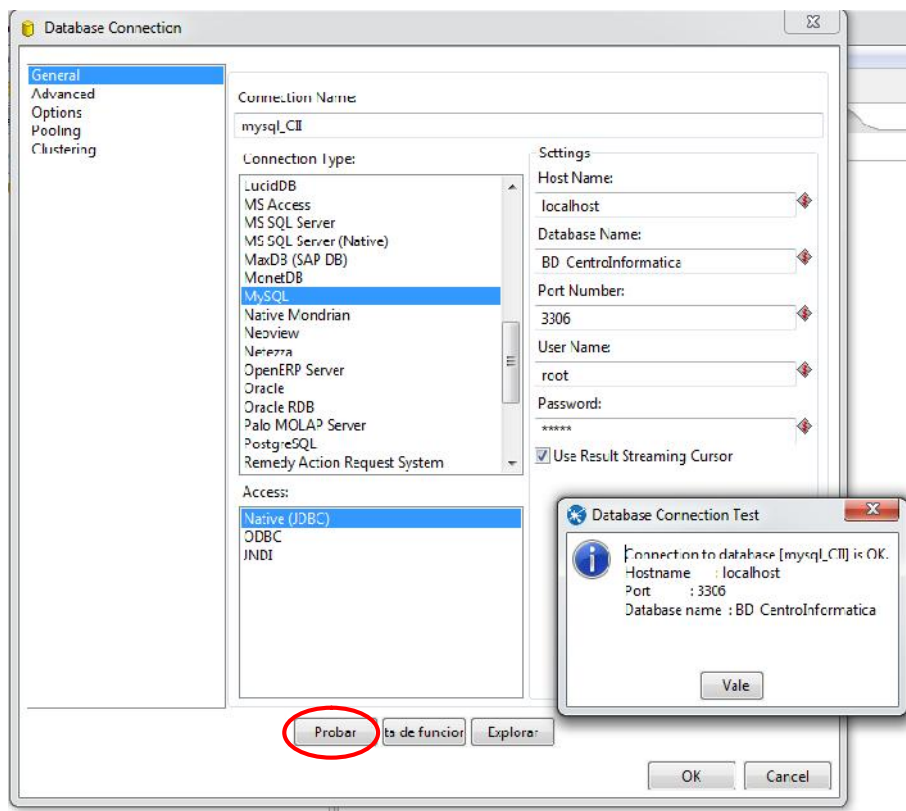 Database Connection
General
Advanced
Options
Pooling
Clustering
Connection Name:
mysql_CII
Connection Type:
LucidDB
MS Access
MS SQL Server
MS SQL Server (Native)
MaxDB (SAP DB)
MonetDB
MySQL
Native Mondrian
Neoview
Netezza
OpenERP Server
Oracle
Oracle RDB
Palo MOLAP Server
PostgreSQL
Remedy Action Request System
Access:
Native (JDBC)
ODBC
JNDI
Settings
Host Name:
localhost
Database Name:
BD_CentroInformatica
Port Number:
3306
User Name:
root
Password:
*****
Use Result Streaming Cursor
Database Connection Test
Connection to database [mysql_CII] is OK.
Hostname : localhost
Port : 3306
Database name : BD_CentroInformatica
Vale
Probar
ta de funcior
Explorar
OK
Cancel